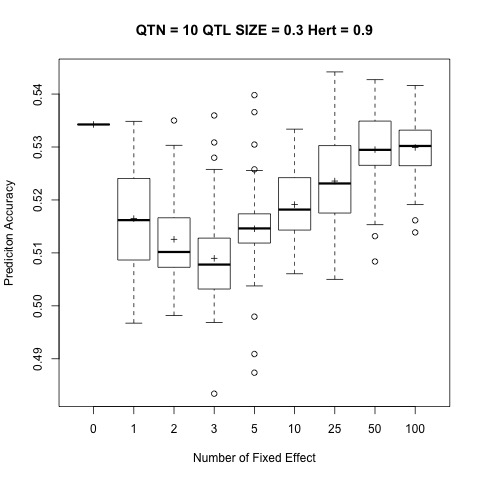 QTN = 10 QTL SIZE = 0.3 Hert = 0.9
0.54
0.53
0.52
0.51
0.50
0.49
Prediciton Accuracy
0 1 2 3 5 10 25 50 100
Number of Fixed Effect